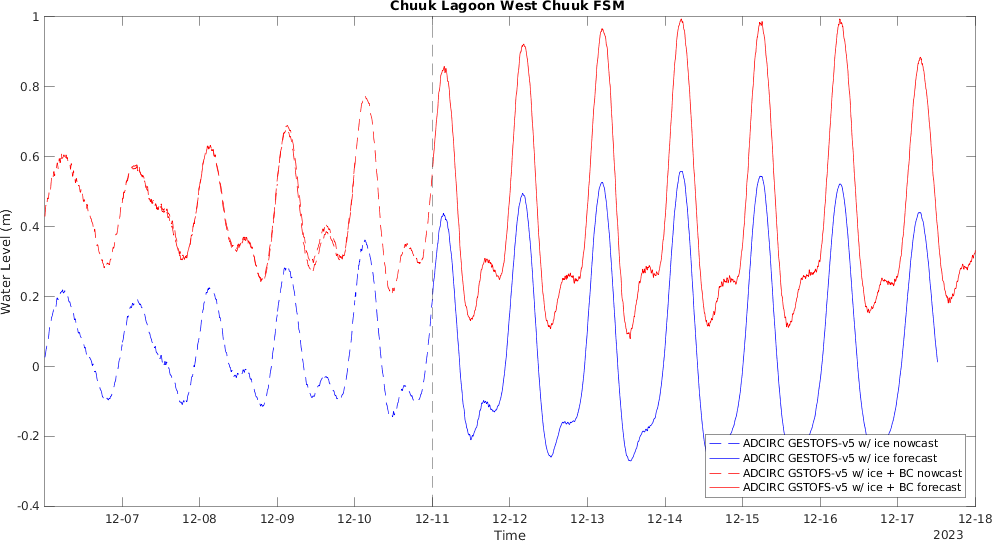 Chuuk Lagoon West Chuuk FSM
1
0.8
0.6
0.4
0.2
0
-0.2
-0.4
Water Level (m)
ADCIRC GESTOFS-v5 w/ ice nowcast
ADCIRC GESTOFS-v5 w/ ice forecast
ADCIRC GSTOFS-v5 w/ ice + BC nowcast
ADCIRC GSTOFS-v5 w/ ice + BC forecast
12-07 12-08 12-09 12-10 12-11 12-12 12-13 12-14 12-15 12-16 12-17 12-18
Time
2023